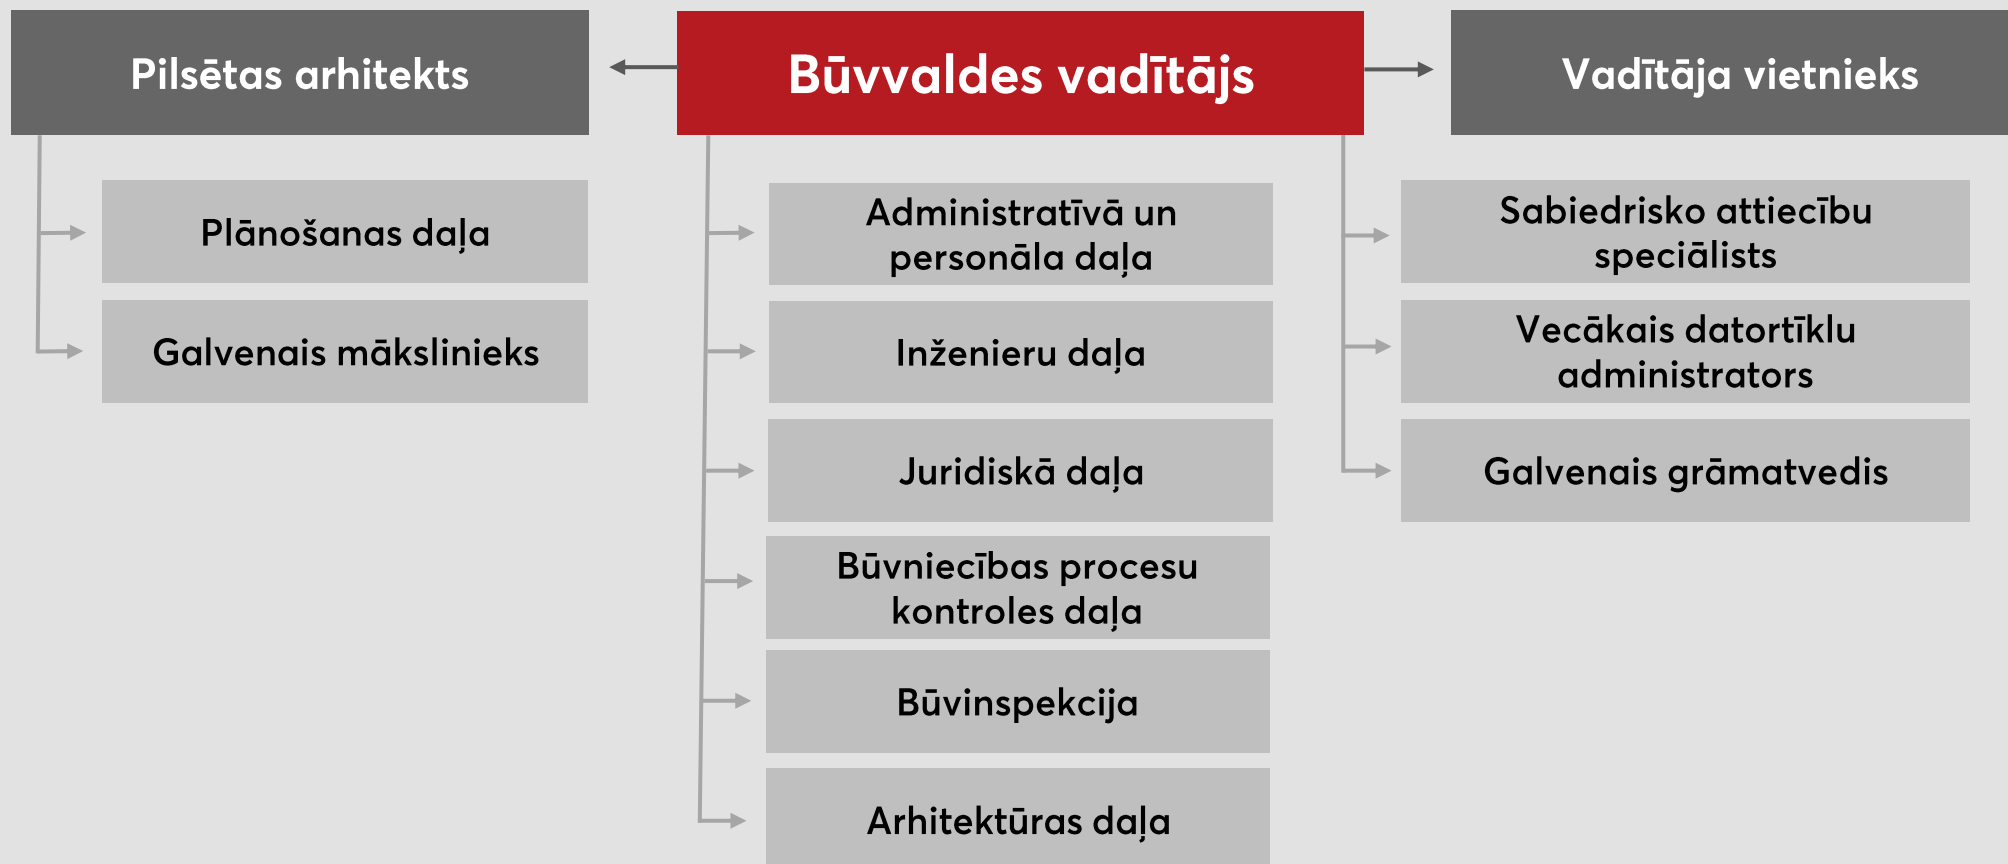 Pilsētas arhitekts
Būvvaldes vadītājs
Vadītāja vietnieks
Plānošanas daļa
Galvenais mākslinieks
Administratīvā un
personāla daļa
Inženieru daļa
Juridiskā daļa
Būvniecības procesu
kontroles daļa
Būvinspekcija
Arhitektūras daļa
Sabiedrisko attiecību
speciālists
Vecākais datortīklu
administrators
Galvenais grāmatvedis